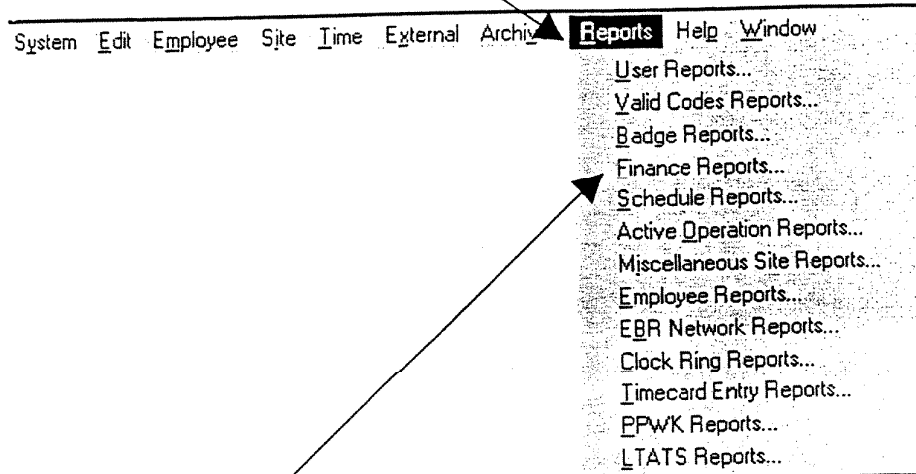 System Edit Employee Site Time External Reports Help Window
User Reports...
Valid Codes Reports...
Badge Reports...
Finance Reports...
Schedule Reports...
Active Operation Reports...
Miscellaneous Site Reports...
Employee Reports...
EBR Network Reports...
Clock Ring Reports...
Timecard Entry Reports...
PPWK Reports...
LTATS Reports...